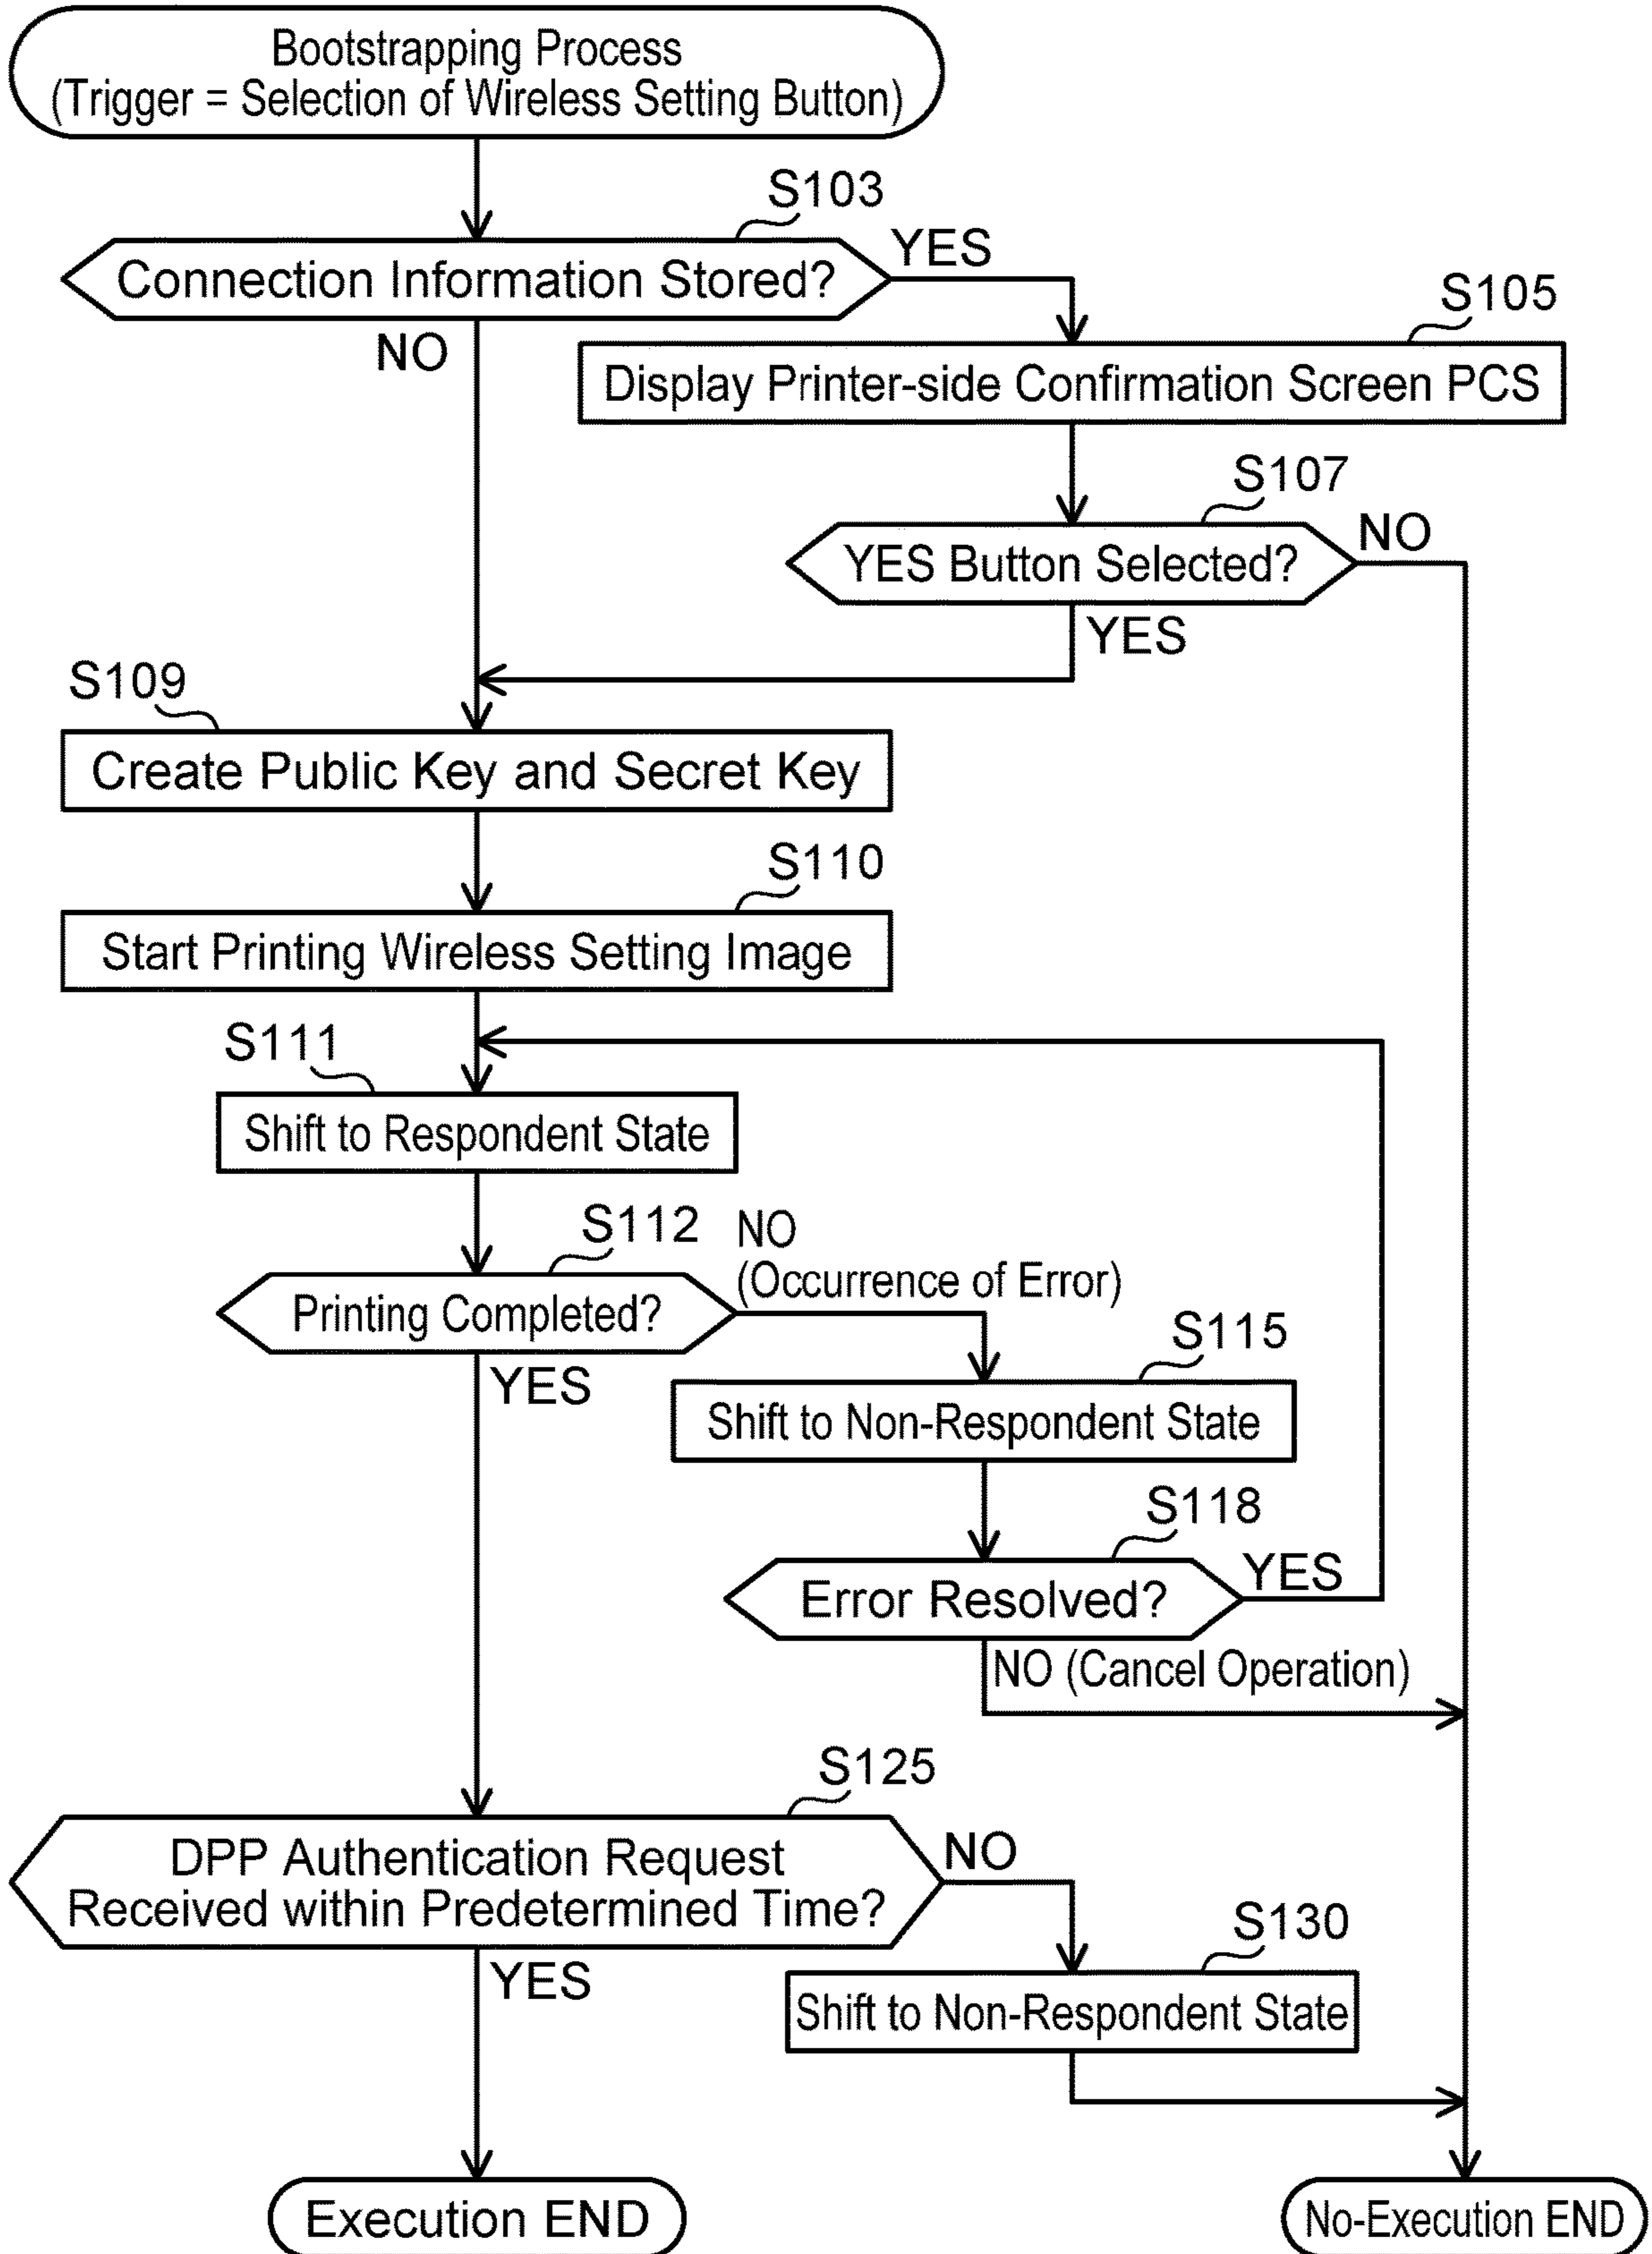 Bootstrapping Process
(Trigger = Selection of Wireless Setting Button)
S103
Connection Information Stored?
YES
NO
S105
Display Printer-side Confirmation Screen PCS
S107
YES Button Selected?
NO
YES
S109
Create Public Key and Secret Key
S110
Start Printing Wireless Setting Image
S111
Shift to Respondent State
S112
Printing Completed?
NO
(Occurrence of Error)
YES
S115
Shift to Non-Respondent State
S118
Error Resolved?
YES
NO (Cancel Operation)
S125
DPP Authentication Request
Received within Predetermined Time?
NO
YES
S130
Shift to Non-Respondent State
Execution END
No-Execution END